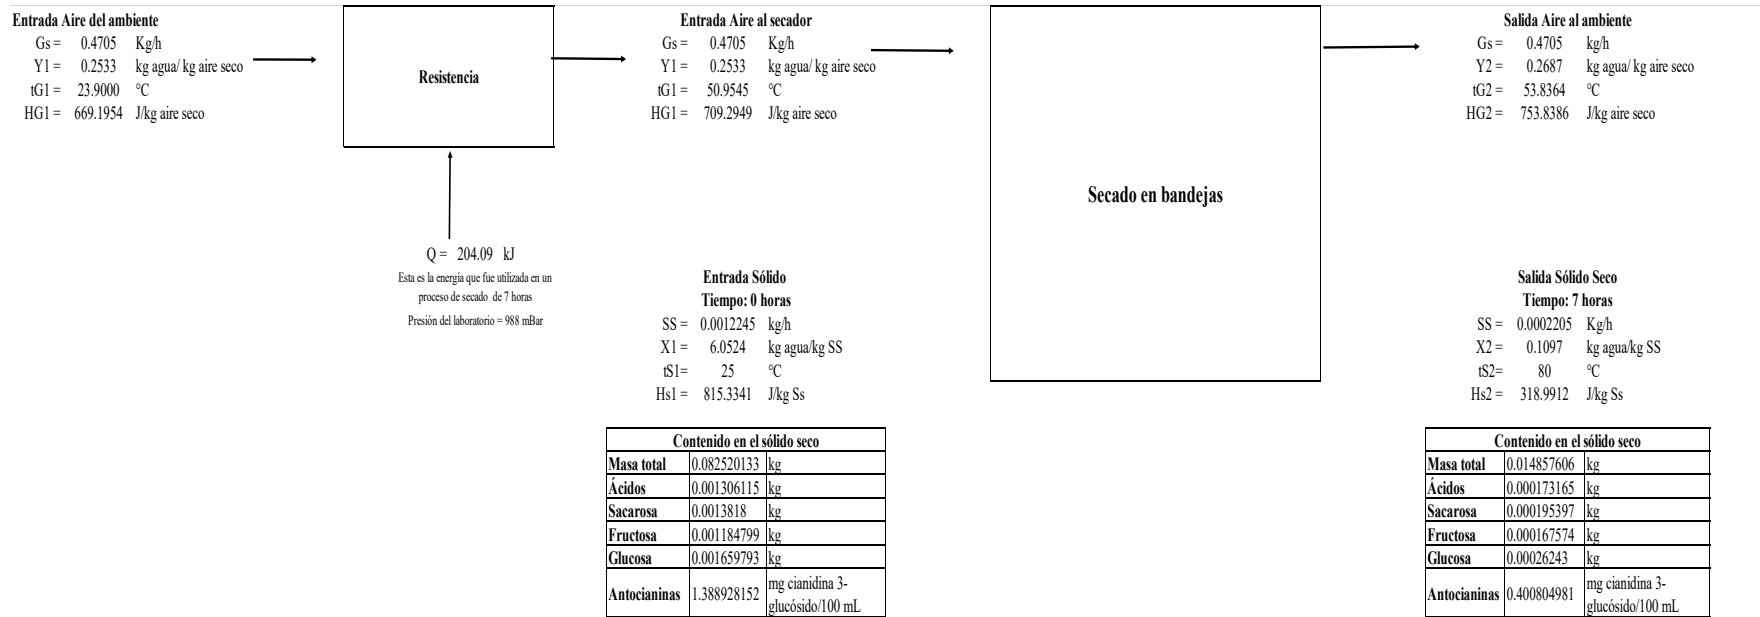 Entrada Aire del ambiente
Gs = 0.4705 Kg/h
Y1 = 0.2533 kg agua/ kg aire seco
tG1 = 23.9000 °C
HG1 = 669.1954 J/kg aire seco
Resistencia
Q = 204.09 kJ
Esta es la energía que fue utilizada en un
proceso de secado de 7 horas
Presión del laboratorio = 988 mBar
Entrada Aire al secador
Gs = 0.4705 Kg/h
Y1 = 0.2533 kg agua/ kg aire seco
tG1 = 50.9545 °C
HG1 = 709.2949 J/kg aire seco
Secado en bandejas
Salida Aire al ambiente
Gs = 0.4705 kg/h
Y2 = 0.2687 kg agua/ kg aire seco
tG2 = 53.8364 °C
HG2 = 753.8386 J/kg aire seco
Entrada Sólido
Tiempo: 0 horas
SS = 0.0012245 kg/h
X1 = 6.0524 kg agua/kg SS
tS1= 25 °C
Hs1 = 815.3341 J/kg Ss
Contenido en el sólido seco
Masa total 0.082520133 kg
Ácidos 0.001306115 kg
Sacarosa 0.0013818 kg
Fructosa 0.001184799 kg
Glucosa 0.001659793 kg
Antocianinas 1.388928152 mg cianidina 3-
glucósido/100 mL
Salida Sólido Seco
Tiempo: 7 horas
SS = 0.0002205 Kg/h
X2 = 0.1097 kg agua/kg SS
tS2= 80 °C
Hs2 = 318.9912 J/kg Ss
Contenido en el sólido seco
Masa total 0.014857606 kg
Ácidos 0.000173165 kg
Sacarosa 0.000195397 kg
Fructosa 0.000167574 kg
Glucosa 0.00026243 kg
Antocianinas 0.400804981 mg cianidina 3-
glucósido/100 mL